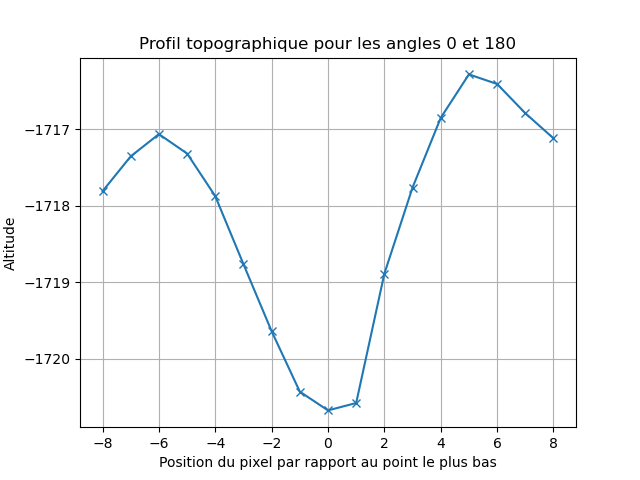 Profil topographique pour les angles 0 et 180
Altitude
−1717
−1718
−1719
−1720
−8 −6 −4 −2 0 2 4 6 8
Position du pixel par rapport au point le plus bas